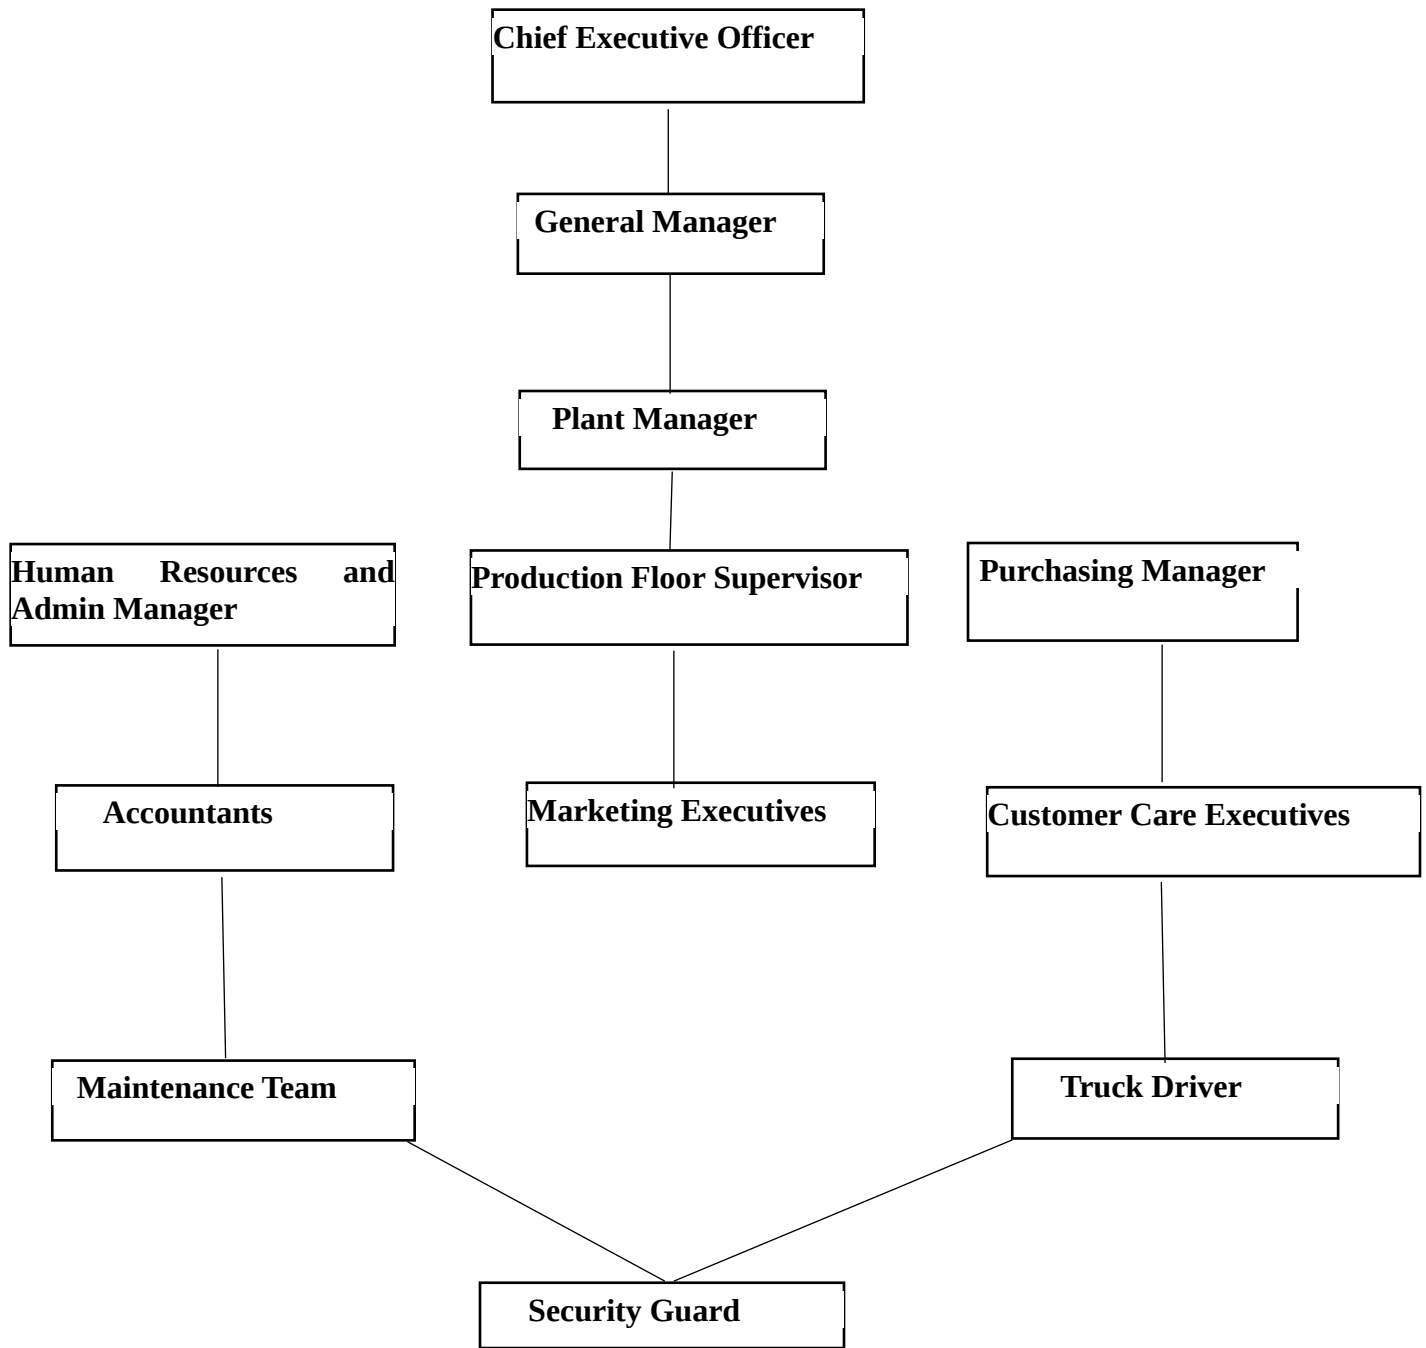 Chief Executive Officer
General Manager
Plant Manager
Human Resources and
Admin Manager
Production Floor Supervisor
Purchasing Manager
Accountants
Marketing Executives
Customer Care Executives
Maintenance Team
Truck Driver
Security Guard